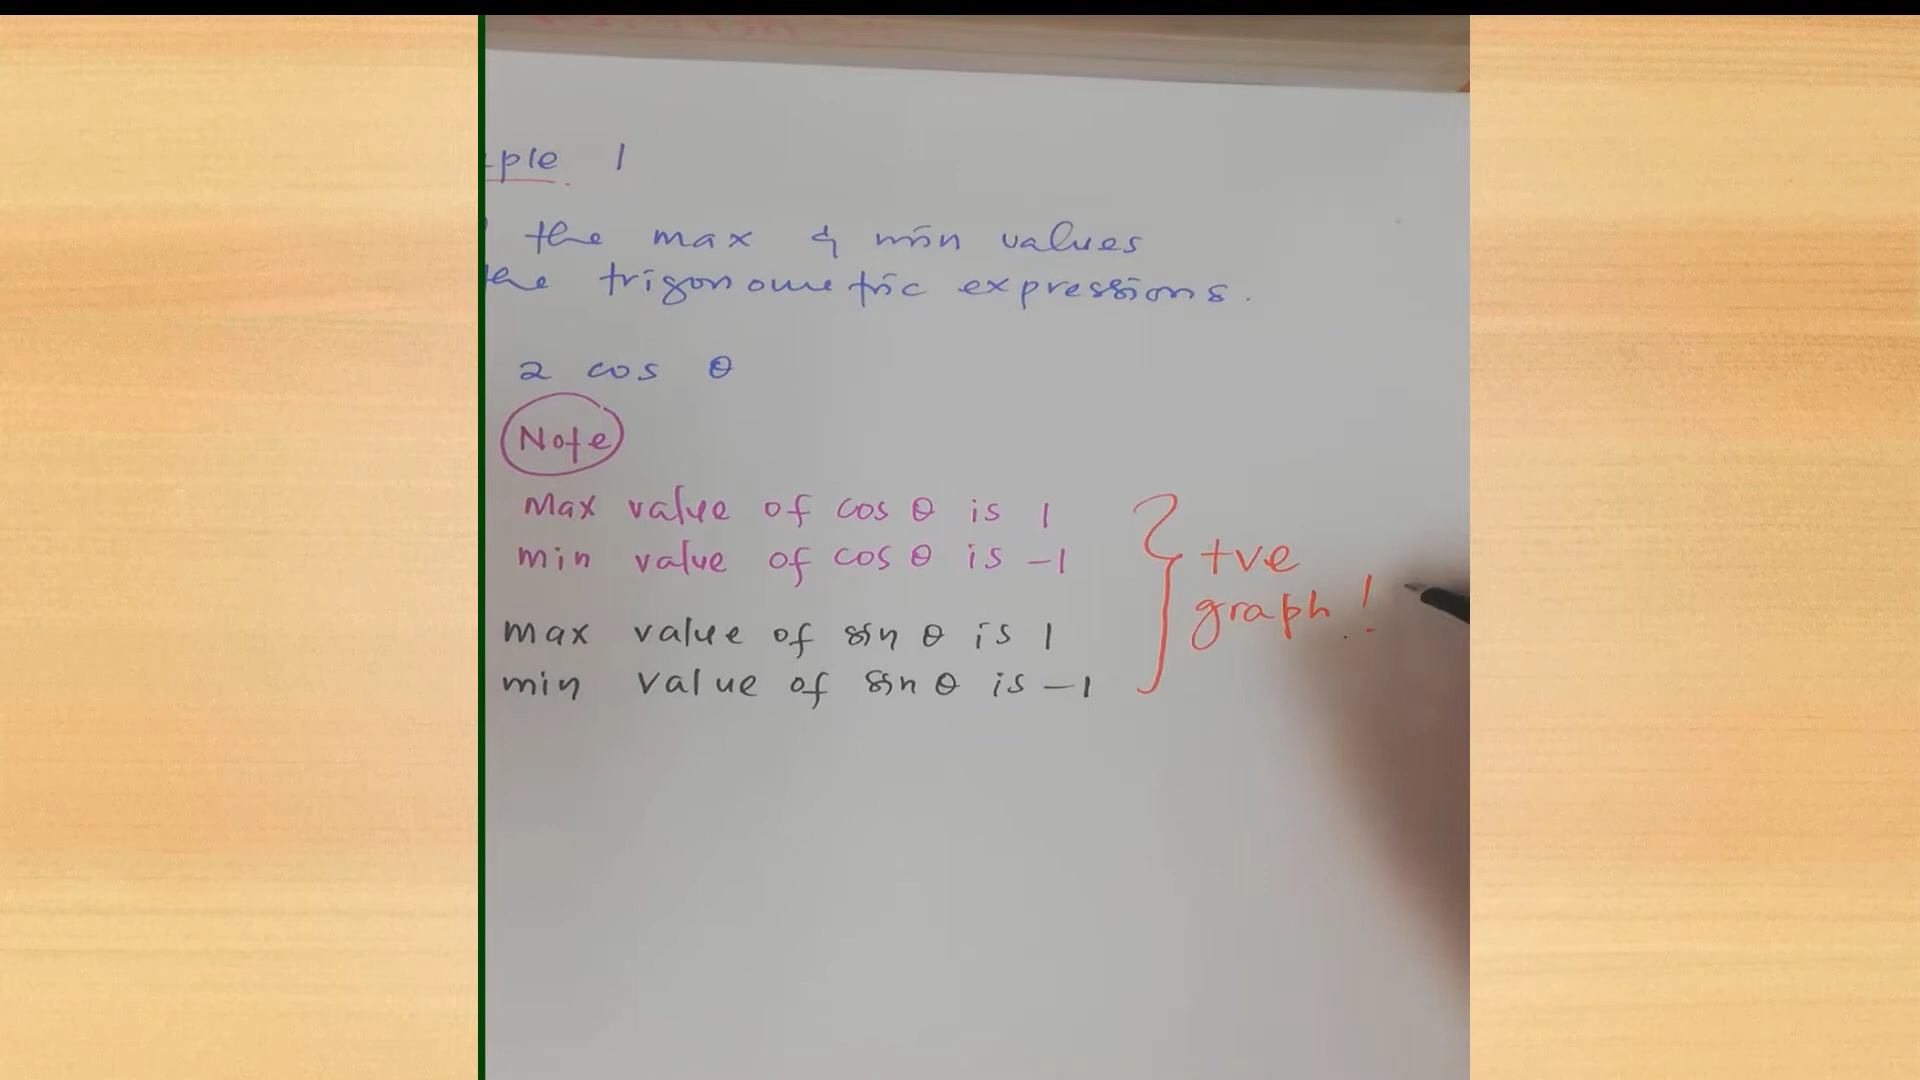 ple 1
the max & min values
the trigonometric expressions.
2 cos θ
Note
Max value of cos θ is 1
min value of cos θ is -1
max value of sin θ is 1
min value of sin θ is -1
+ve
graph!